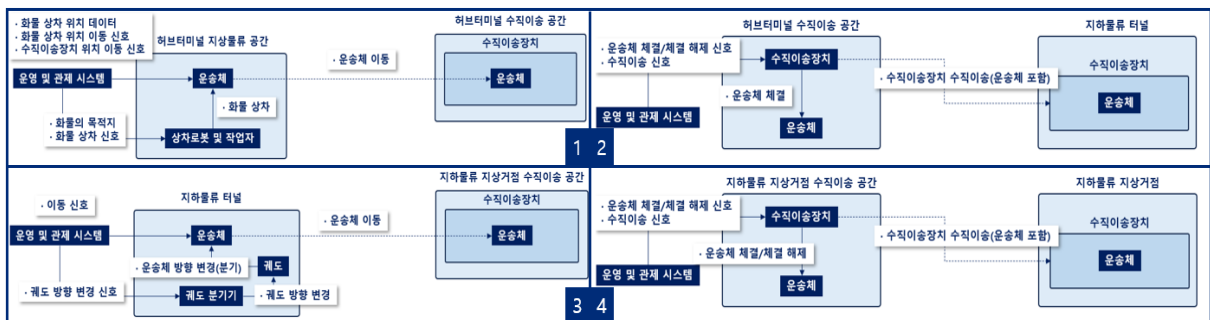 허브터미널 지상물류 공간
· 화물 상차 위치 데이터
· 화물 상차 위치 이동 신호
· 수직이송장치 위치 이동 신호
운영 및 관제 시스템
운송체
· 화물 상차
· 화물의 목적지
· 화물 상차 신호
상차로봇 및 작업자
· 운송체 이동
허브터미널 수직이송 공간
수직이송장치
운송체
1
2
허브터미널 수직이송 공간
· 운송체 체결/체결 해제 신호
· 수직이송 신호
수직이송장치
· 운송체 체결
운영 및 관제 시스템
운송체
· 수직이송장치 수직이송(운송체 포함)
지하물류 터널
수직이송장치
운송체
지하물류 터널
· 이동 신호
운영 및 관제 시스템
운송체
· 운송체 방향 변경(분기)
궤도
· 궤도 방향 변경 신호
궤도 분기기
· 궤도 방향 변경
· 운송체 이동
지하물류 지상거점 수직이송 공간
수직이송장치
운송체
3
4
지하물류 지상거점 수직이송 공간
· 운송체 체결/체결 해제 신호
· 수직이송 신호
수직이송장치
· 운송체 체결/체결 해제
운영 및 관제 시스템
운송체
· 수직이송장치 수직이송(운송체 포함)
지하물류 지상거점
수직이송장치
운송체